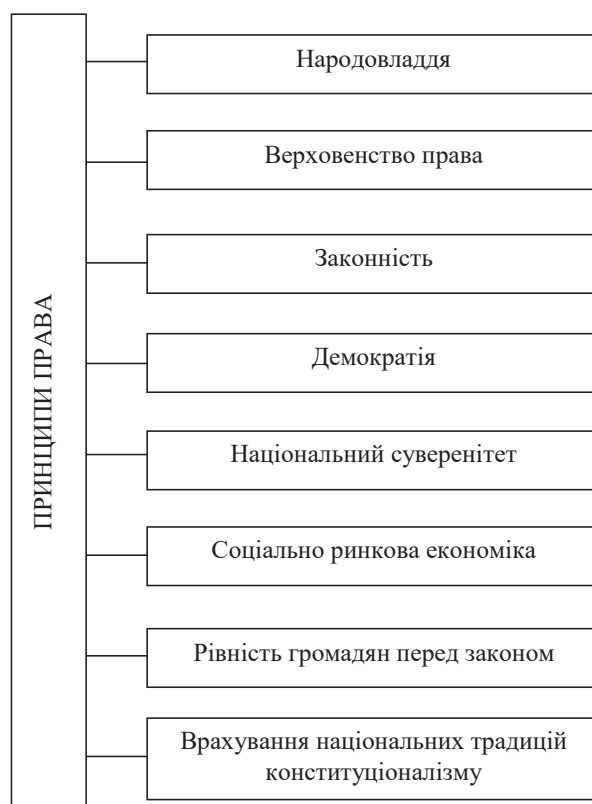 ПРИНЦИПИ ПРАВА
Народовладдя
Верховенство права
Законність
Демократія
Національний суверенітет
Соціально ринкова економіка
Рівність громадян перед законом
Врахування національних традицій
конституціоналізму